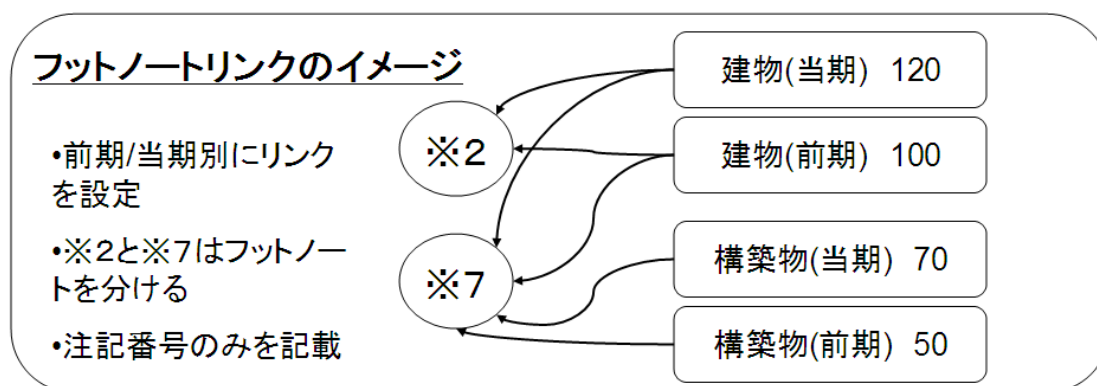 フットノートリンクのイメージ
•前期/当期別にリンク
を設定
•※2と※7はフットノー
トを分ける
•注記番号のみを記載
※2
※7
建物(当期) 120
建物(前期) 100
構築物(当期) 70
構築物(前期) 50